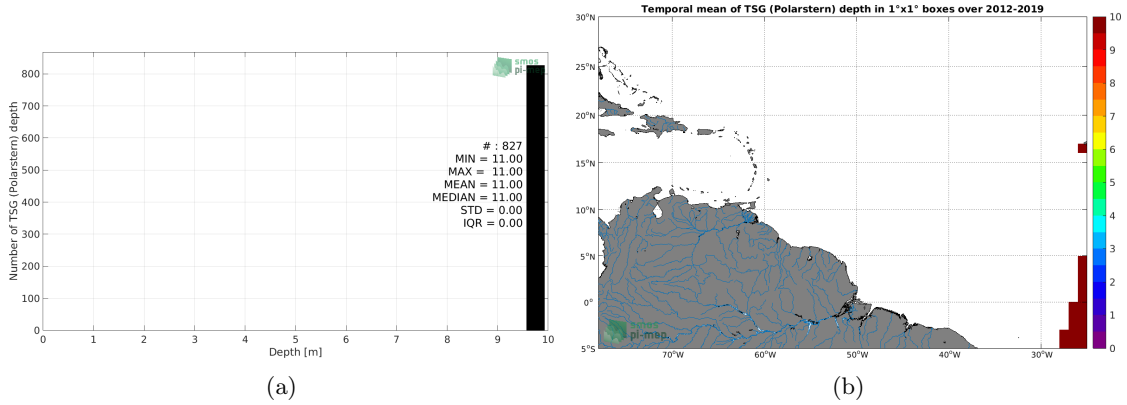 smos
pi-mep
Number of TSG (Polarstern) depth
800
700
600
500
400
300
200
100
0
# : 827
MIN = 11.00
MAX = 11.00
MEAN = 11.00
MEDIAN = 11.00
STD = 0.00
IQR = 0.00
0 1 2 3 4 5 6 7 8 9 10
Depth [m]
(a)
Temporal mean of TSG (Polarstern) depth in 1°x1° boxes over 2012-2019
30°N
25°N
20°N
15°N
10°N
5°N
0°
5°S
70°W 60°W 50°W 40°W 30°W
smos
pi-mep
10
9
8
7
6
5
4
3
2
1
0
(b)